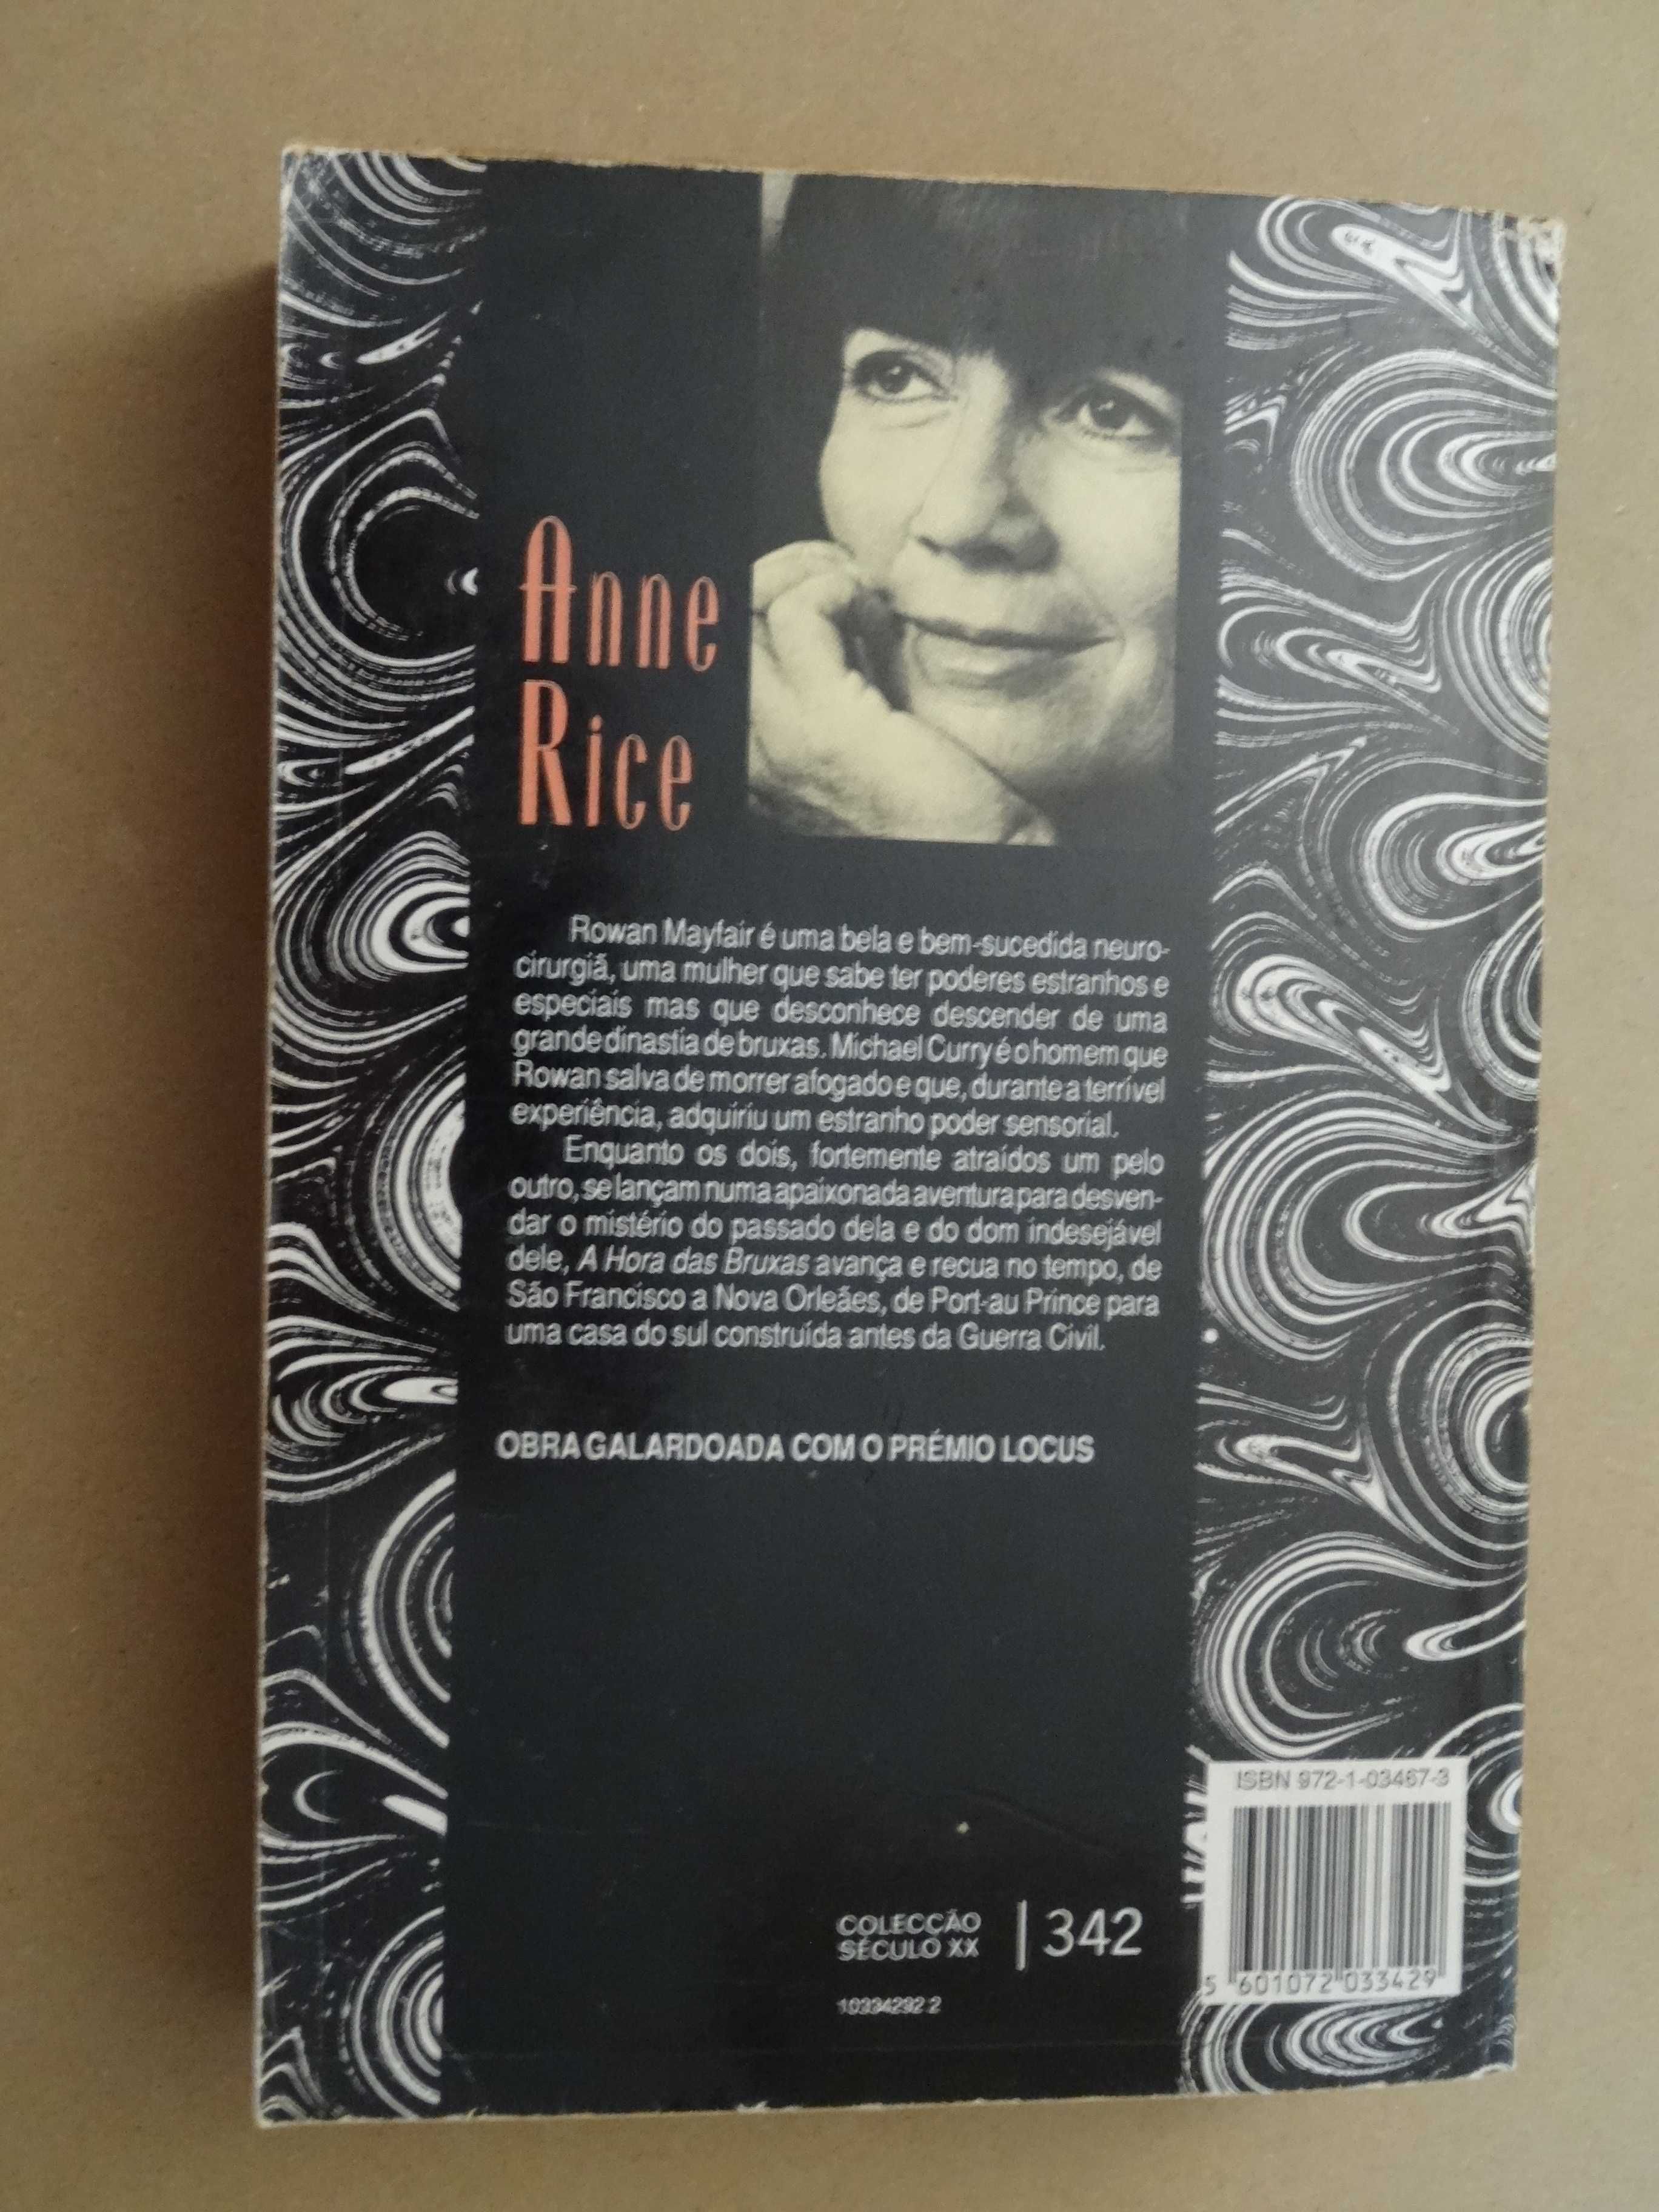 Anne
Rice
Rowan Mayfair é uma bela e bem-sucedida neuro-
cirurgiã, uma mulher que sabe ter poderes estranhos e
especiais mas que desconhece descender de uma
grande dinastia de bruxas. Michael Curry é o homem que
Rowan salva de morrer afogado e que, durante a terrível
experiência, adquiriu um estranho poder sensorial.
Enquanto os dois, fortemente atraídos um pelo
outro, se lançam numa apaixonada aventura para desven-
dar o mistério do passado dela e do dom indesejável
dele, A Hora das Bruxas avança e recua no tempo, de
São Francisco a Nova Orleães, de Port-au Prince para
uma casa do sul construída antes da Guerra Civil.
OBRA GALARDOADA COM O PRÉMIO LOCUS
ISBN 972-1-03467-3
COLECÇÃO
SÉCULO XX
342
5 601072 033429
10334292 2